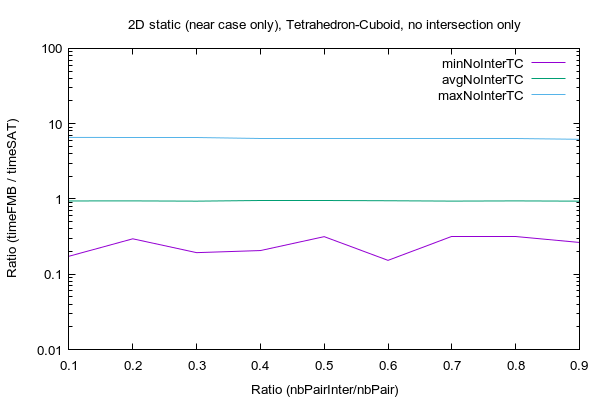 2D static (near case only), Tetrahedron-Cuboid, no intersection only
minNoInterTC
avgNoInterTC
maxNoInterTC
Ratio (timeFMB / timeSAT)
100
10
1
0.1
0.01
0.1 0.2 0.3 0.4 0.5 0.6 0.7 0.8 0.9
Ratio (nbPairInter/nbPair)